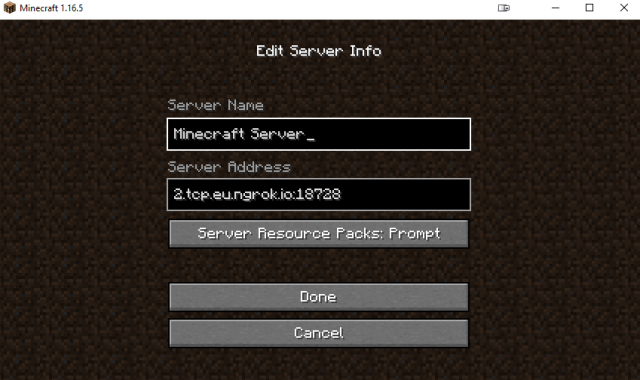 Minecraft 1.16.5
Edit Server Info
Server Name
Minecraft Server_
Server Address
2.tcp.eu.ngrok.io:18728
Server Resource Packs: Prompt
Done
Cancel